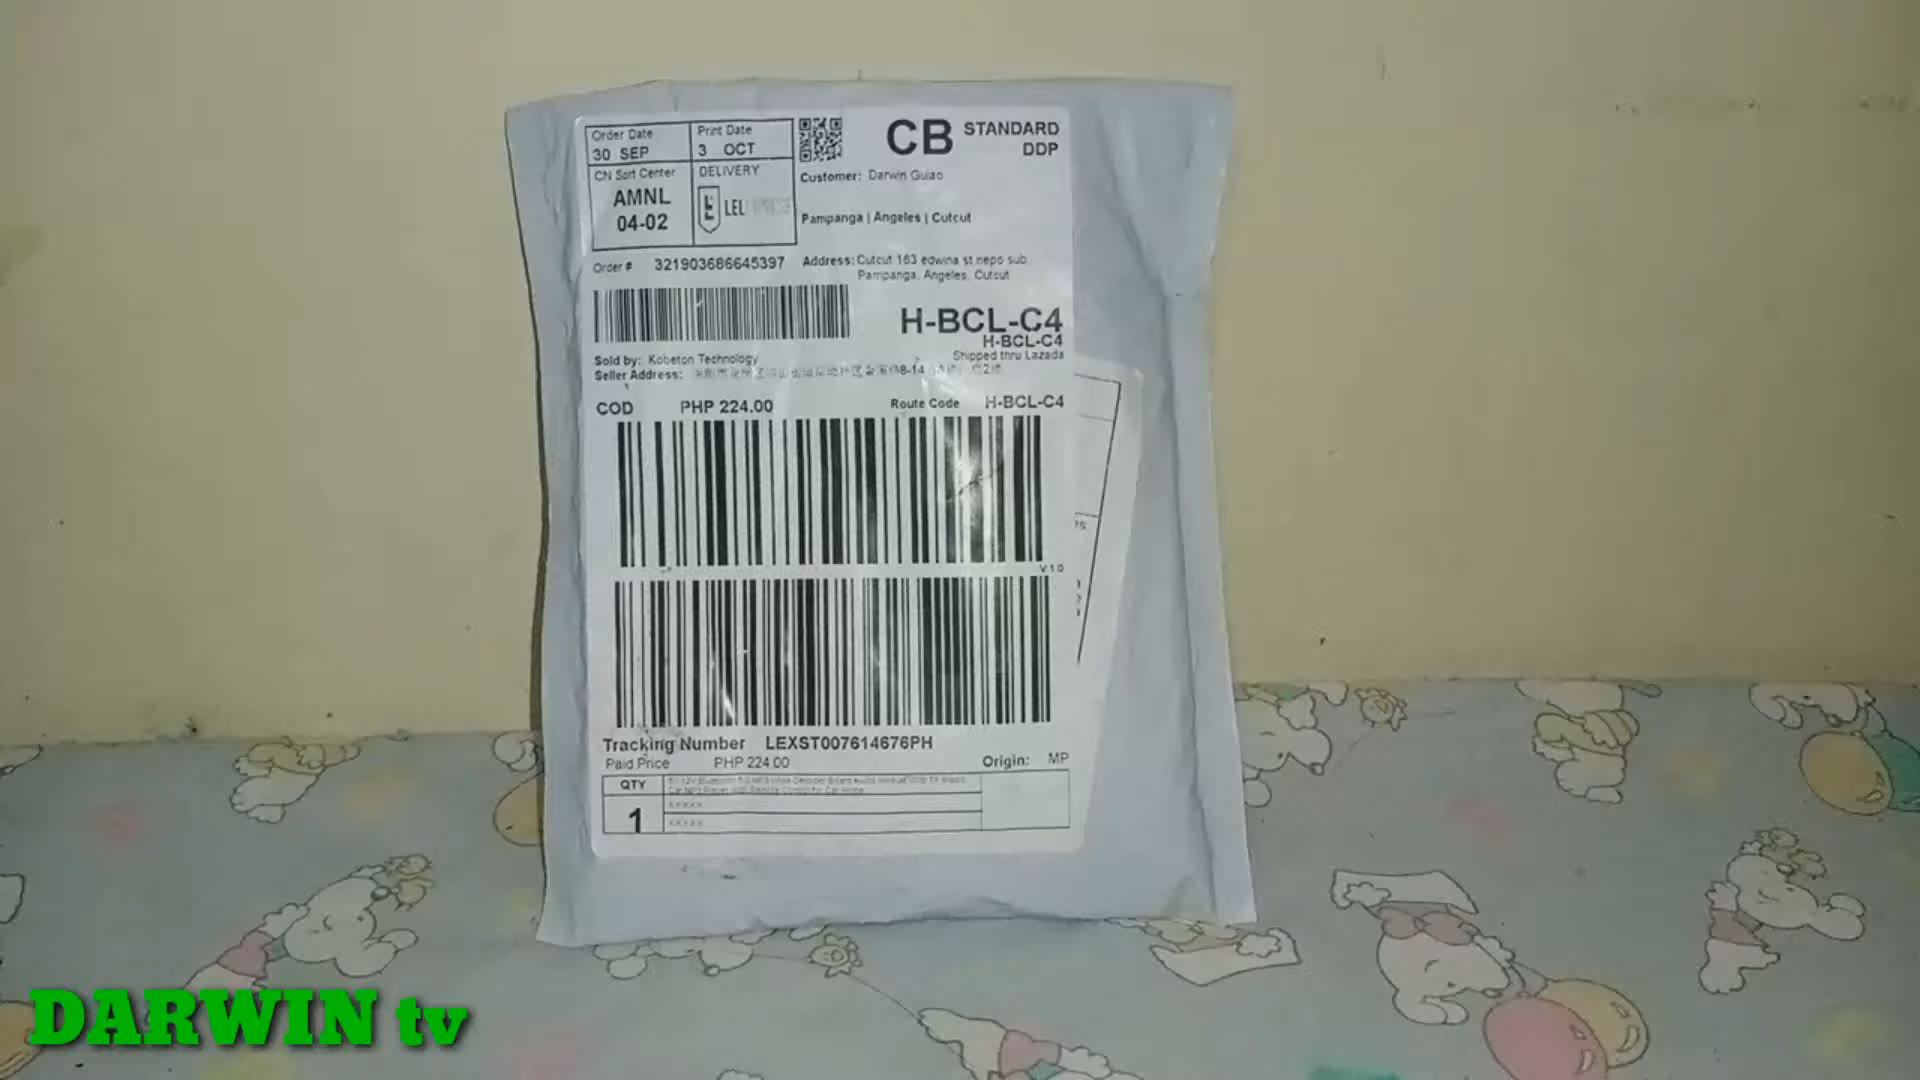 Order Date
30 SEP
Print Date
3 OCT
CN Sort Center
AMNL
04-02
DELIVERY
LEL
CB STANDARD
DDP
Customer: Darwin Guiao
Pampanga | Angeles | Cutcut
Order # 321903686645397
Address: Cutcut 163 edwina st nepo sub
Pampanga, Angeles, Cutcut
H-BCL-C4
H-BCL-C4
Shipped thru Lazada
Sold by: Kobeton Technology
Seller Address:
COD PHP 224.00
Route Code H-BCL-C4
V1.0
Tracking Number LEXST007614676PH
Paid Price PHP 224.00
Origin: MP
QTY
1
DARWIN tv